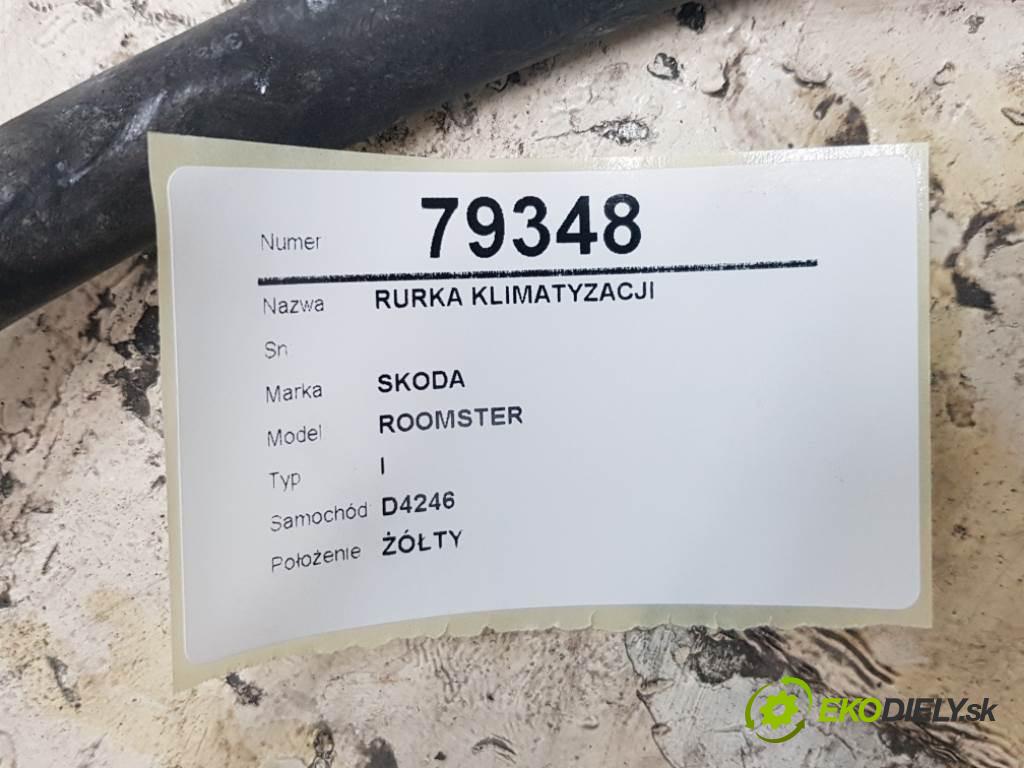 Numer 79348
Nazwa RURKA KLIMATYZACJI
Sn
Marka SKODA
Model ROOMSTER
Typ I
Samochód D4246
Położenie ŻÓŁTY
EKODIELY.sk